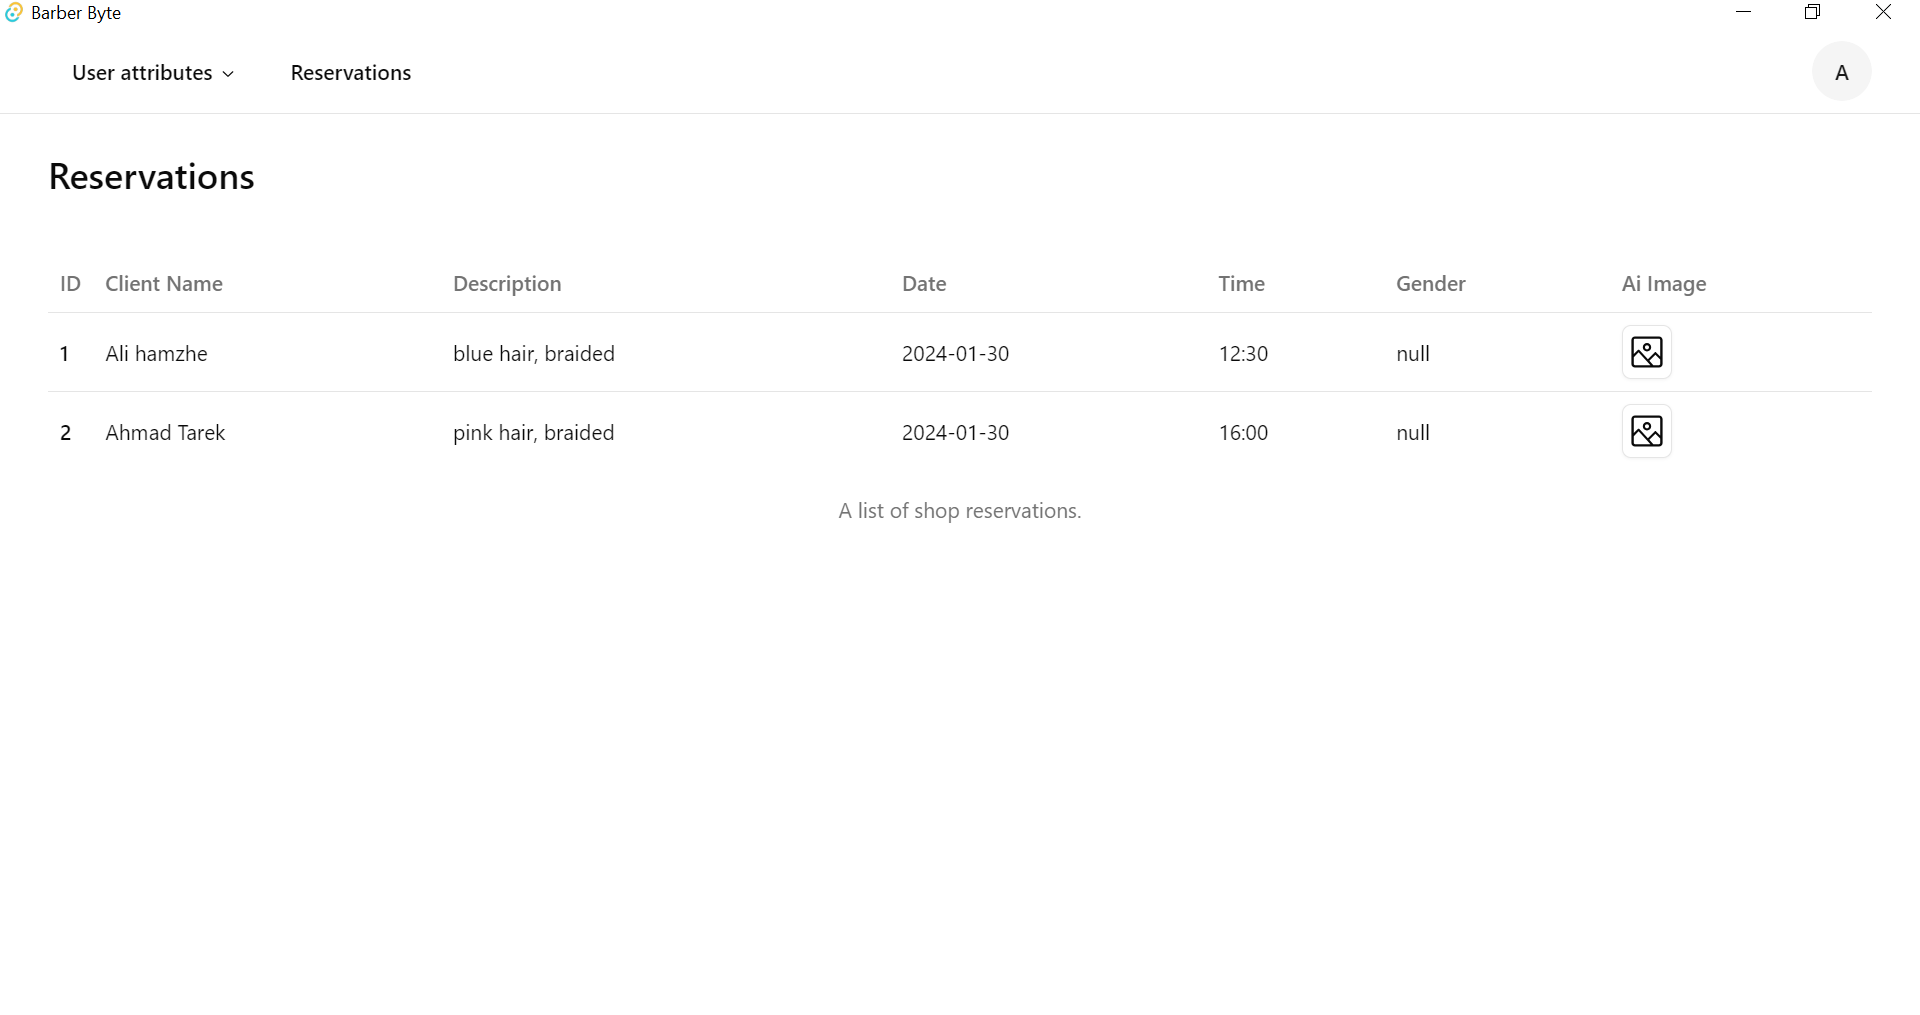 Barber Byte
User attributes Reservations A
Reservations
ID Client Name Description Date Time Gender Ai Image
1 Ali hamzhe blue hair, braided 2024-01-30 12:30 null
2 Ahmad Tarek pink hair, braided 2024-01-30 16:00 null
A list of shop reservations.